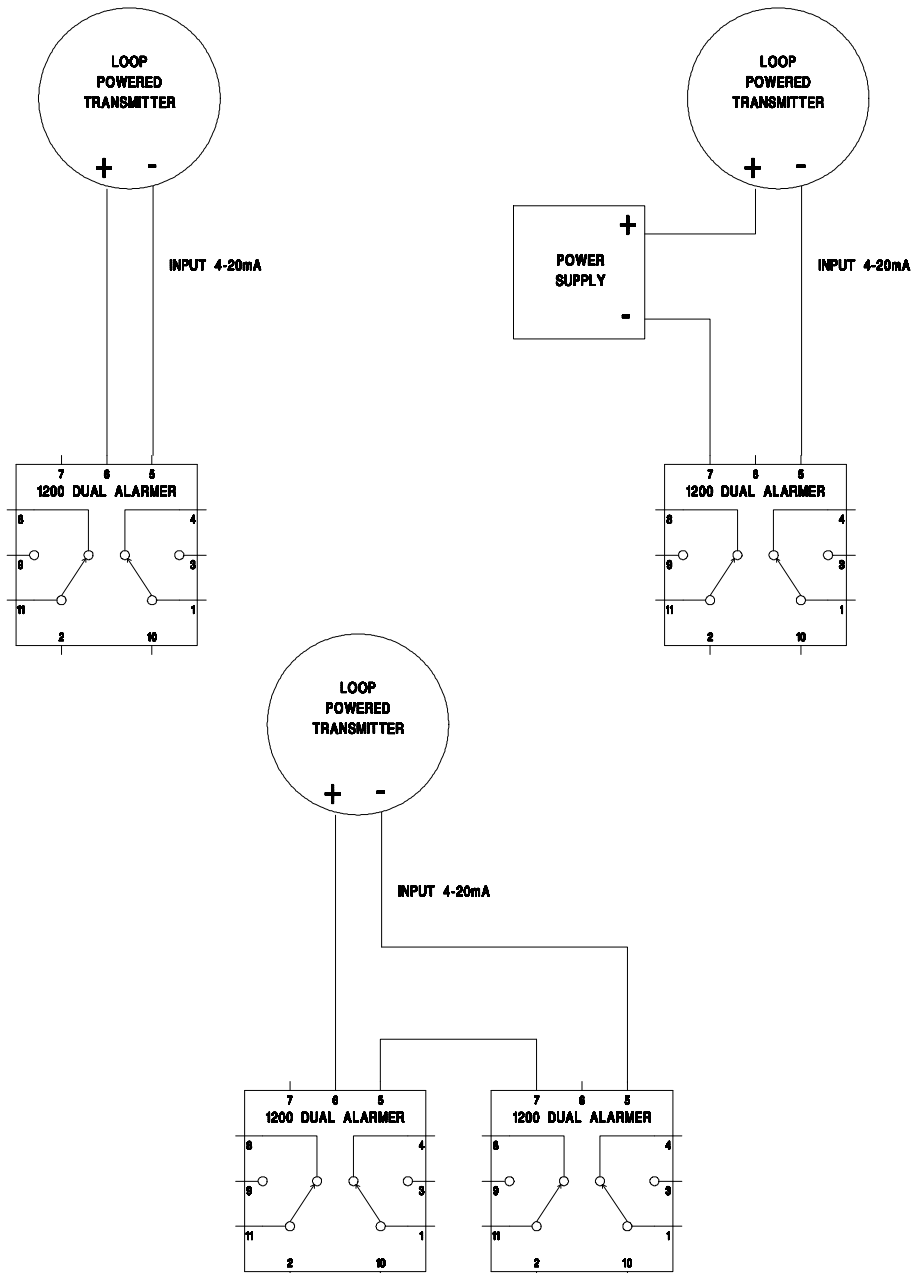 LOOP
POWERED
TRANSMITTER
+ -
INPUT 4-20mA
7 6 5
1200 DUAL ALARMER
8 4
9 3
11 1
2 10
LOOP
POWERED
TRANSMITTER
+ -
+
POWER
SUPPLY
-
INPUT 4-20mA
7 6 5
1200 DUAL ALARMER
8 4
9 3
11 1
2 10
LOOP
POWERED
TRANSMITTER
+ -
INPUT 4-20mA
7 6 5
1200 DUAL ALARMER
8 4
9 3
11 1
2 10
7 6 5
1200 DUAL ALARMER
8 4
9 3
11 1
2 10